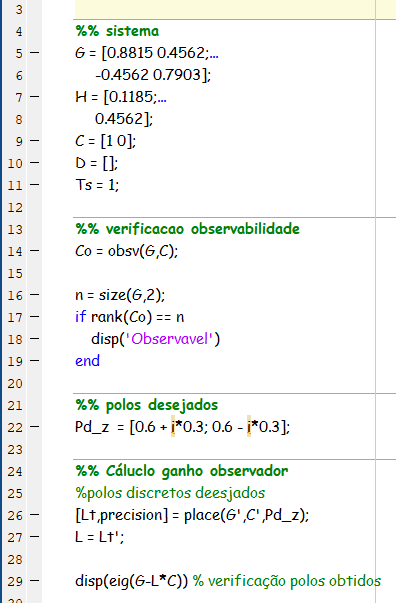 3
4 %% sistema
5 — G = [0.8815 0.4562;...
6 -0.4562 0.7903];
7 — H = [0.1185;...
8 0.4562];
9 — C = [1 0];
10 — D = [];
11 — Ts = 1;
12
13 %% verificacao observabilidade
14 — Co = obsv(G,C);
15
16 — n = size(G,2);
17 — if rank(Co) == n
18 — disp('Observavel')
19 — end
20
21 %% polos desejados
22 — Pd_z = [0.6 + i*0.3; 0.6 - i*0.3];
23
24 %% Cáluclo ganho observador
25 %polos discretos deesjados
26 — [Lt,precision] = place(G',C',Pd_z);
27 — L = Lt';
28
29 — disp(eig(G-L*C)) % verificação polos obtidos